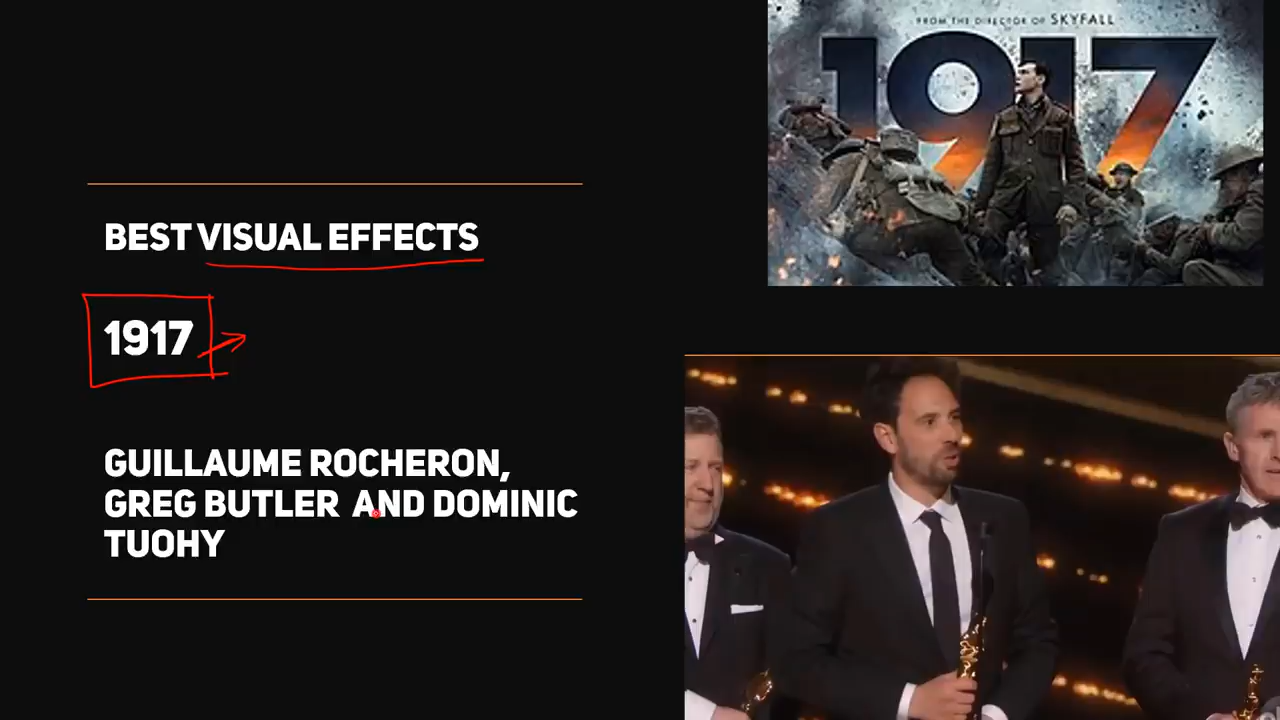 FROM THE DIRECTOR OF SKYFALL
1917
BEST VISUAL EFFECTS
1917
GUILLAUME ROCHERON,
GREG BUTLER AND DOMINIC
TUOHY